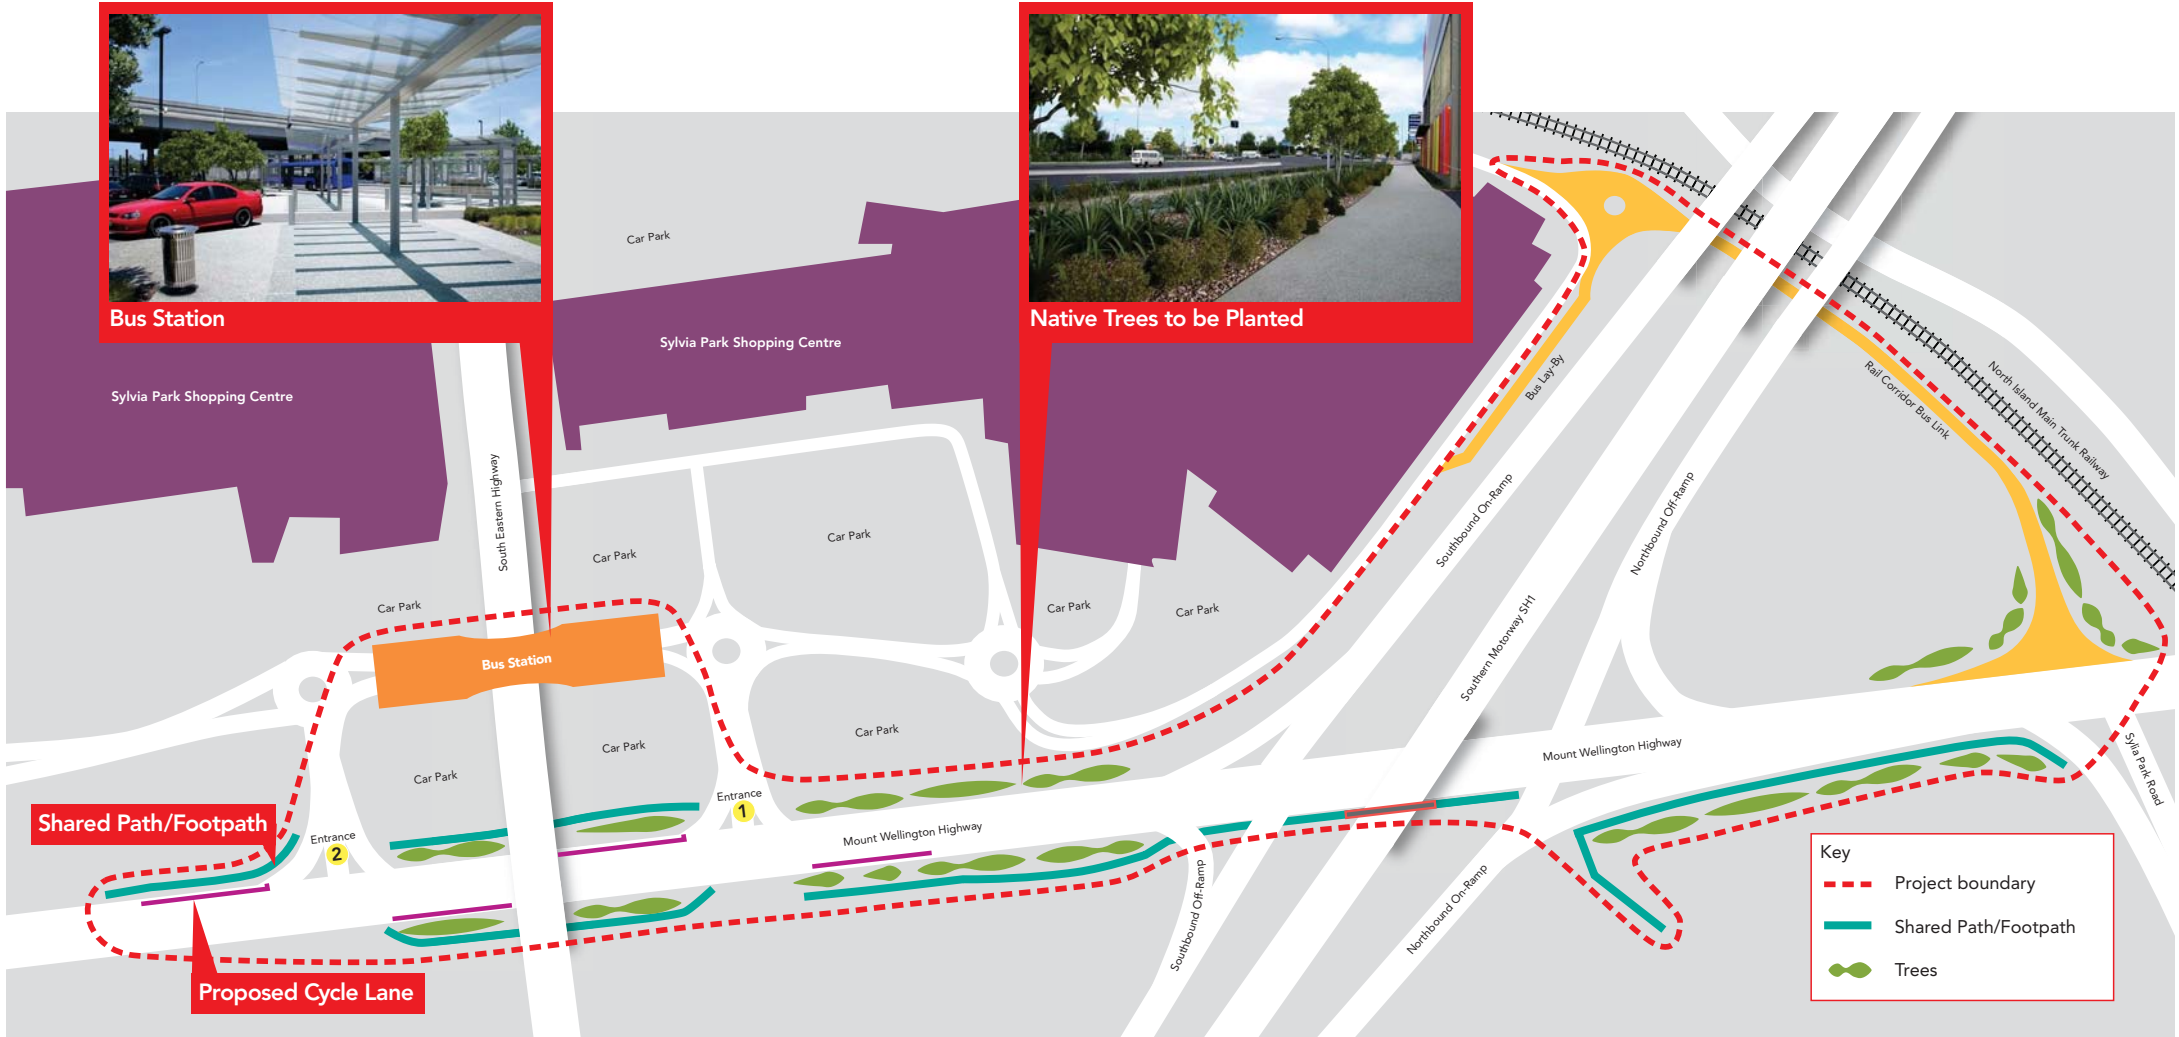 Bus Station
Native Trees to be Planted
Car Park
Sylvia Park Shopping Centre
Sylvia Park Shopping Centre
Bus Lay-By
Rail Corridor Bus Link
North Island Main Trunk Railway
South Eastern Highway
Southbound On-Ramp
Northbound Off-Ramp
Car Park
Car Park
Car Park
Car Park
Car Park
Southern Motorway SH1
Bus Station
Car Park
Car Park
Car Park
Mount Wellington Highway
Sylia Park Road
Entrance
1
Shared Path/Footpath
Entrance
2
Mount Wellington Highway
Southbound Off-Ramp
Northbound On-Ramp
Proposed Cycle Lane
Key
Project boundary
Shared Path/Footpath
Trees